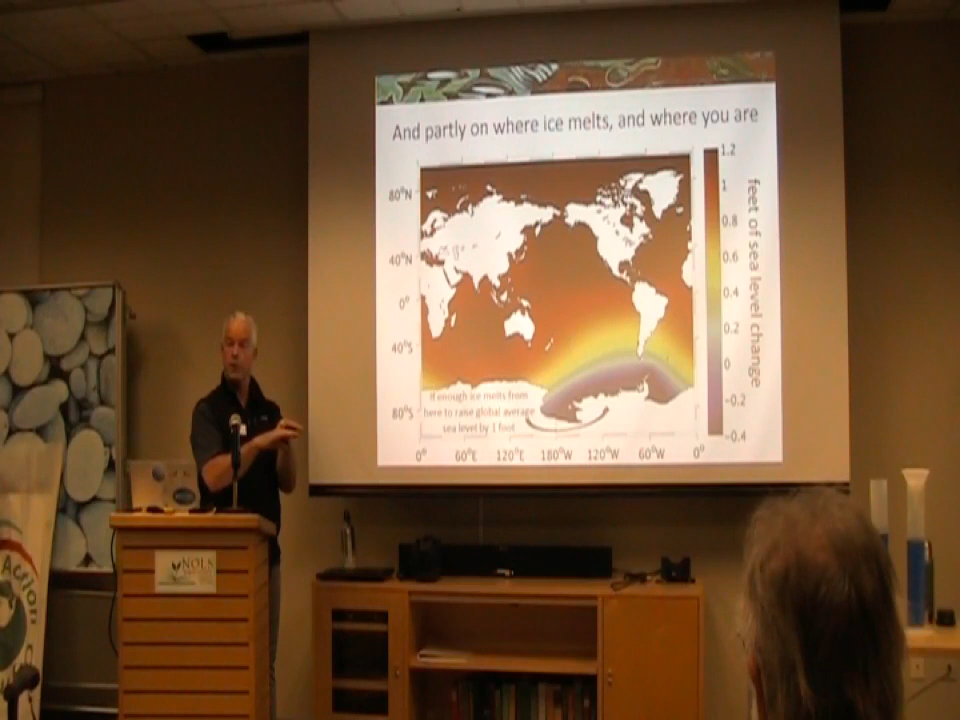 And partly on where ice melts, and where you are
1.2
1
0.8
0.6
0.4
0.2
0
-0.2
-0.4
feet of sea level change
80°N
40°N
0°
40°S
80°S
If enough ice melts from
here to raise global average
sea level by 1 foot
0° 60°E 120°E 180°W 120°W 60°W 0°
NOLS
Action